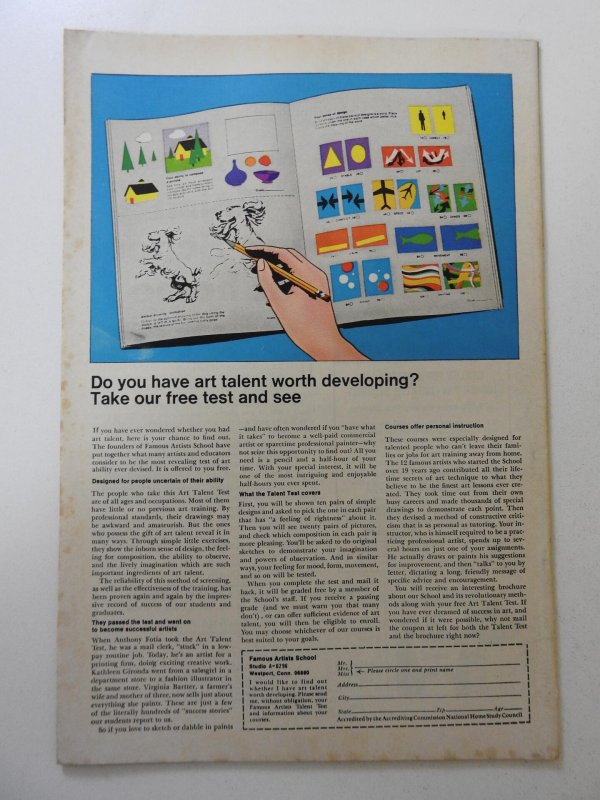 Your sense of design
Your ability to compose
a picture
Animal drawing imitation
Do you have art talent worth developing?
Take our free test and see
If you have ever wondered whether you had
art talent, here is your chance to find out.
The founders of Famous Artists School have
put together what many artists and educators
consider to be the most revealing test of art
ability ever devised. It is offered to you free.
Designed for people uncertain of their ability
The people who take this Art Talent Test
are of all ages and occupations. Most of them
have little or no previous art training. By
professional standards, their drawings may
be awkward and amateurish. But the ones
who possess the gift of art talent reveal it in
many ways. Through simple little exercises,
they show the inborn sense of design, the feel-
ing for composition, the ability to observe,
and the lively imagination which are such
important ingredients of art talent.
The reliability of this method of screening,
as well as the effectiveness of the training, has
been proven again and again by the impres-
sive record of success of our students and
graduates.
They passed the test and went on
to become successful artists
When Anthony Fotia took the Art Talent
Test, he was a mail clerk, "stuck" in a low-
pay routine job. Today, he's an artist for a
printing firm, doing exciting creative work.
Kathleen Gironda went from a salesgirl in a
department store to a fashion illustrator in
the same store. Virginia Bartter, a farmer's
wife and mother of three, now sells just about
everything she paints. These are just a few
of the literally hundreds of "success stories"
our students report to us.
So if you love to sketch or dabble in paints
—and have often wondered if you "have what
it takes" to become a well-paid commercial
artist or sparetime professional painter—why
not seize this opportunity to find out? All you
need is a pencil and a half-hour of your
time. With your special interest, it will be
one of the most intriguing and enjoyable
half-hours you ever spent.
What the Talent Test covers
First, you will be shown ten pairs of simple
designs and asked to pick the one in each pair
that has "a feeling of rightness" about it.
Then you will see twenty pairs of pictures,
and check which composition in each pair is
more pleasing. You'll be asked to do original
sketches to demonstrate your imagination
and powers of observation. And in similar
ways, your feeling for mood, form, movement,
and so on will be tested.
When you complete the test and mail it
back, it will be graded free by a member of
the School's staff. If you receive a passing
grade (and we must warn you that many
don't), or can offer sufficient evidence of art
talent, you will then be eligible to enroll.
You may choose whichever of our courses is
best suited to your goals.
Courses offer personal instruction
These courses were especially designed for
talented people who can't leave their fami-
lies or jobs for art training away from home.
The 12 famous artists who started the School
over 19 years ago contributed all their life-
time secrets of art technique to what they
believe to be the finest art lessons ever cre-
ated. They took time out from their own
busy careers and made thousands of special
drawings to demonstrate each point. Then
they devised a method of constructive criti-
cism that is as personal as tutoring. Your in-
structor, who is himself required to be a prac-
ticing professional artist, spends up to sev-
eral hours on just one of your assignments.
He actually draws or paints his suggestions
for improvement, and then "talks" to you by
letter, dictating a long, friendly message of
specific advice and encouragement.
You will receive an interesting brochure
about our School and its revolutionary meth-
ods along with your free Art Talent Test. If
you have ever dreamed of success in art, and
wondered if it were possible, why not mail
the coupon at left for both the Talent Test
and the brochure right now?
Famous Artists School
Westport, Conn. 06880
I would like to find out
whether I have art talent
worth developing. Please send
me, without obligation, your
Famous Artists Talent Test
and information about your
courses.
Mr.
Mrs.
Miss
Please circle one and print name
Address
City
State Zip Age
Accredited by the Accrediting Commission National Home Study Council